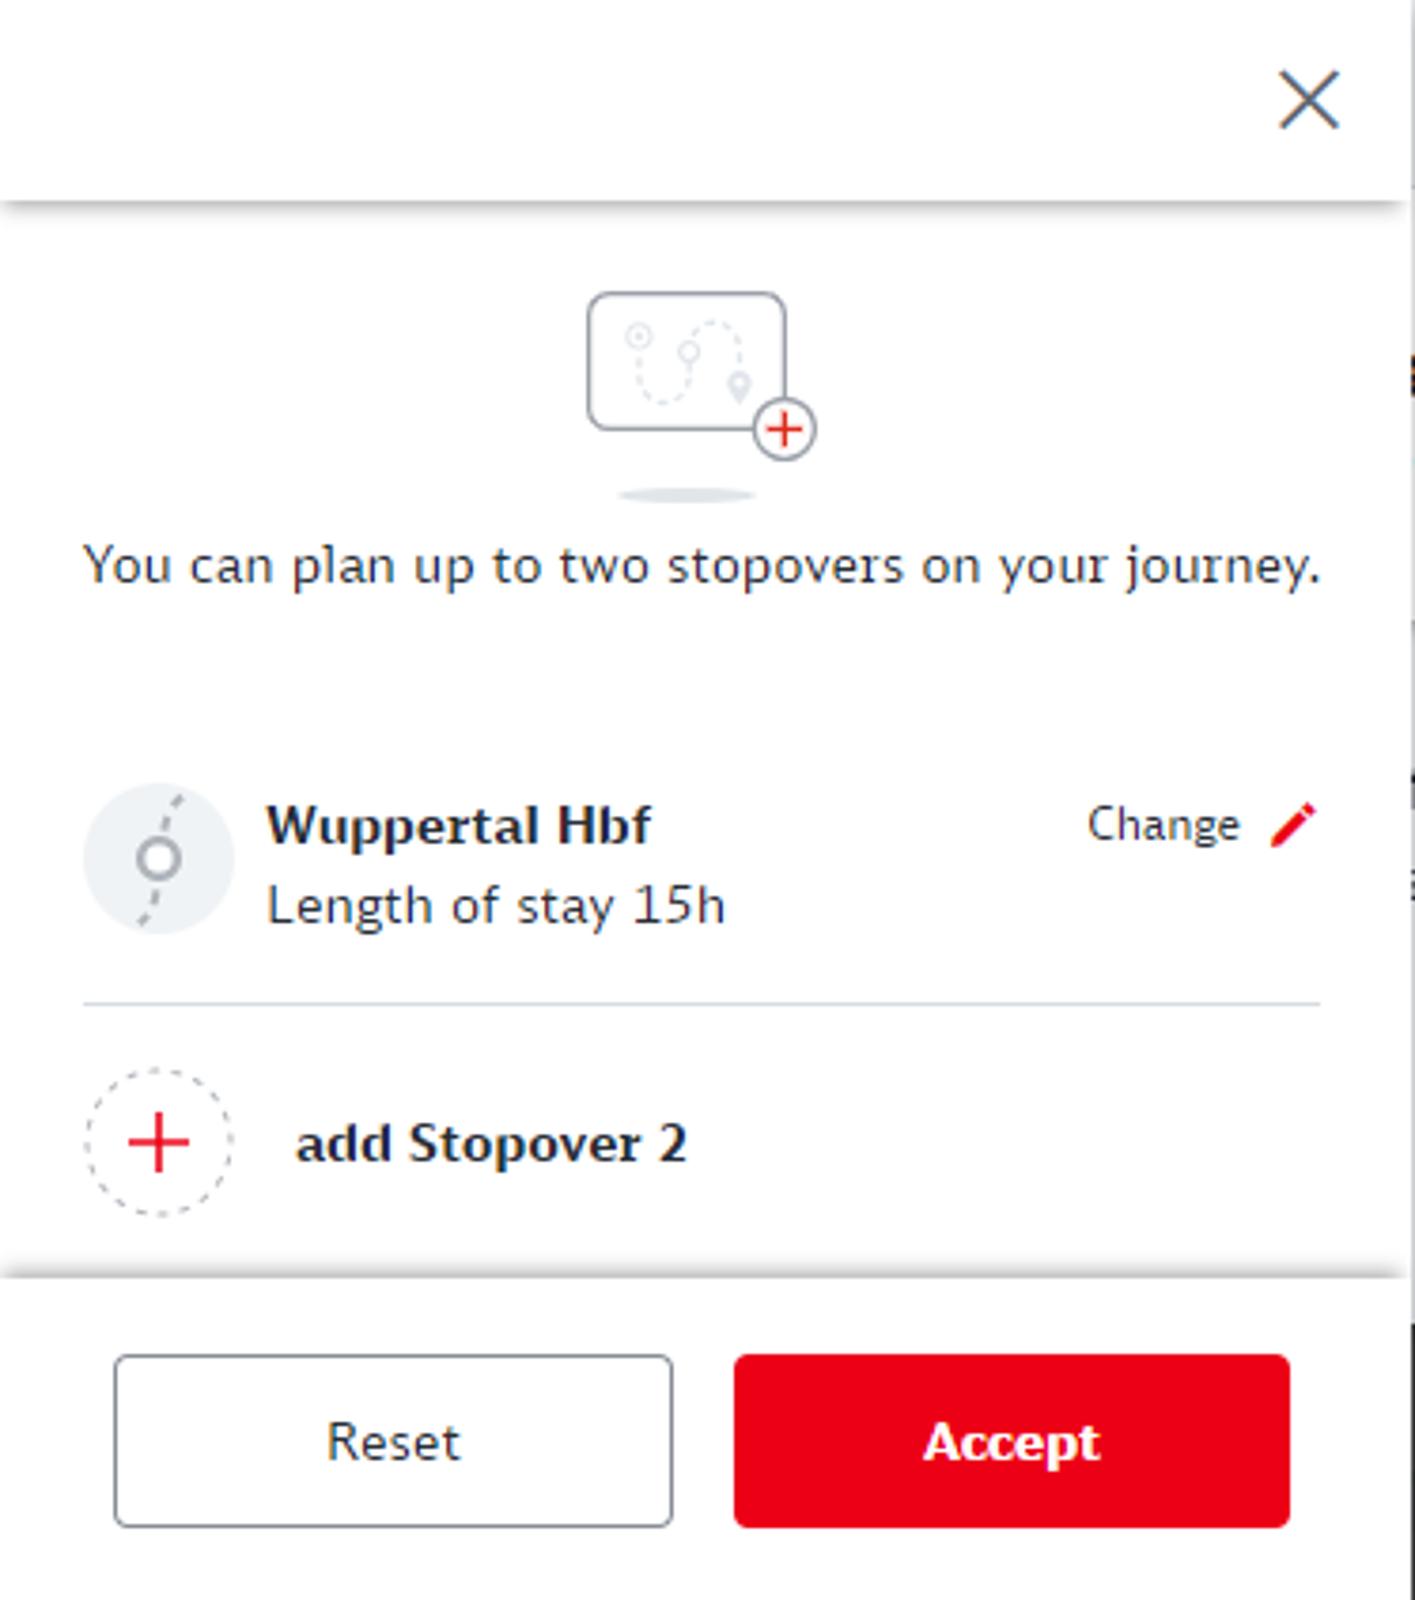 You can plan up to two stopovers on your journey.
Wuppertal Hbf
Change
Length of stay 15h
add Stopover 2
Reset
Accept